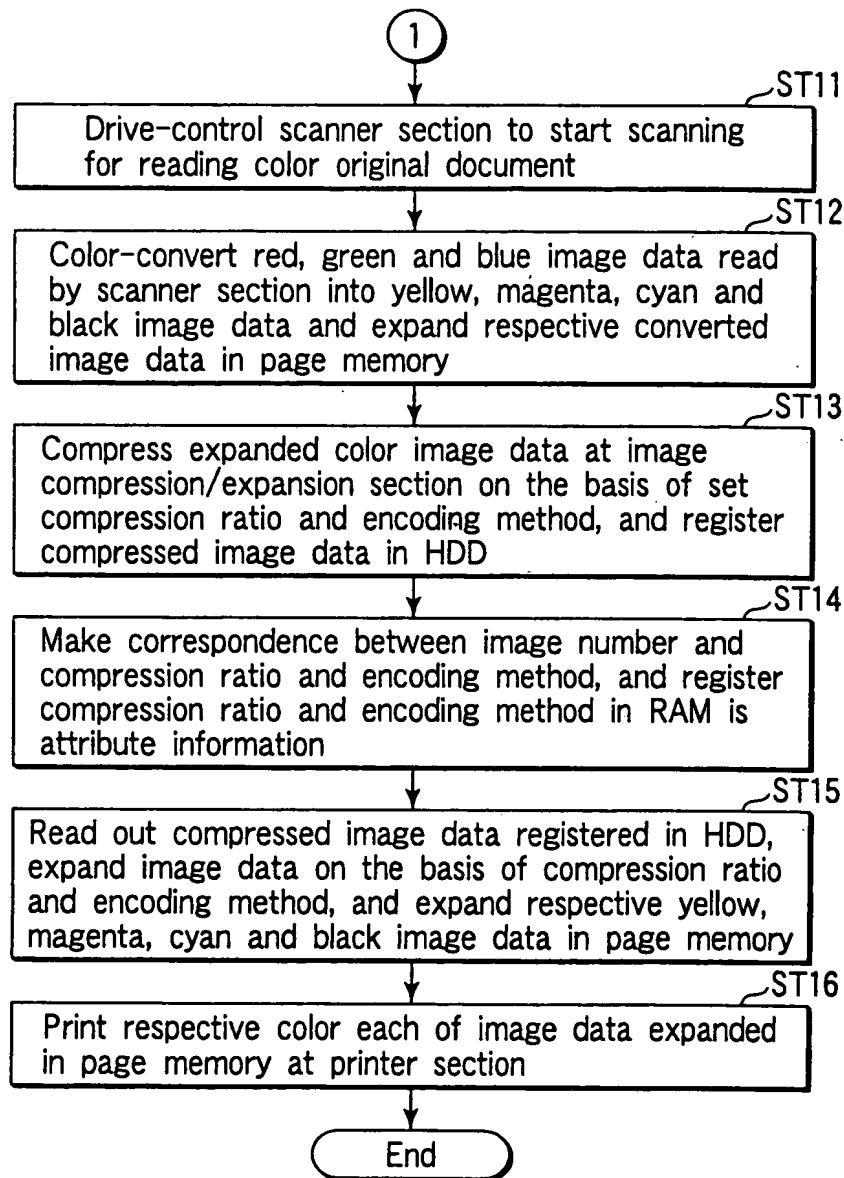 1
ST11
Drive-control scanner section to start scanning
for reading color original document
ST12
Color-convert red, green and blue image data read
by scanner section into yellow, magenta, cyan and
black image data and expand respective converted
image data in page memory
ST13
Compress expanded color image data at image
compression/expansion section on the basis of set
compression ratio and encoding method, and register
compressed image data in HDD
ST14
Make correspondence between image number and
compression ratio and encoding method, and register
compression ratio and encoding method in RAM is
attribute information
ST15
Read out compressed image data registered in HDD,
expand image data on the basis of compression ratio
and encoding method, and expand respective yellow,
magenta, cyan and black image data in page memory
ST16
Print respective color each of image data expanded
in page memory at printer section
End